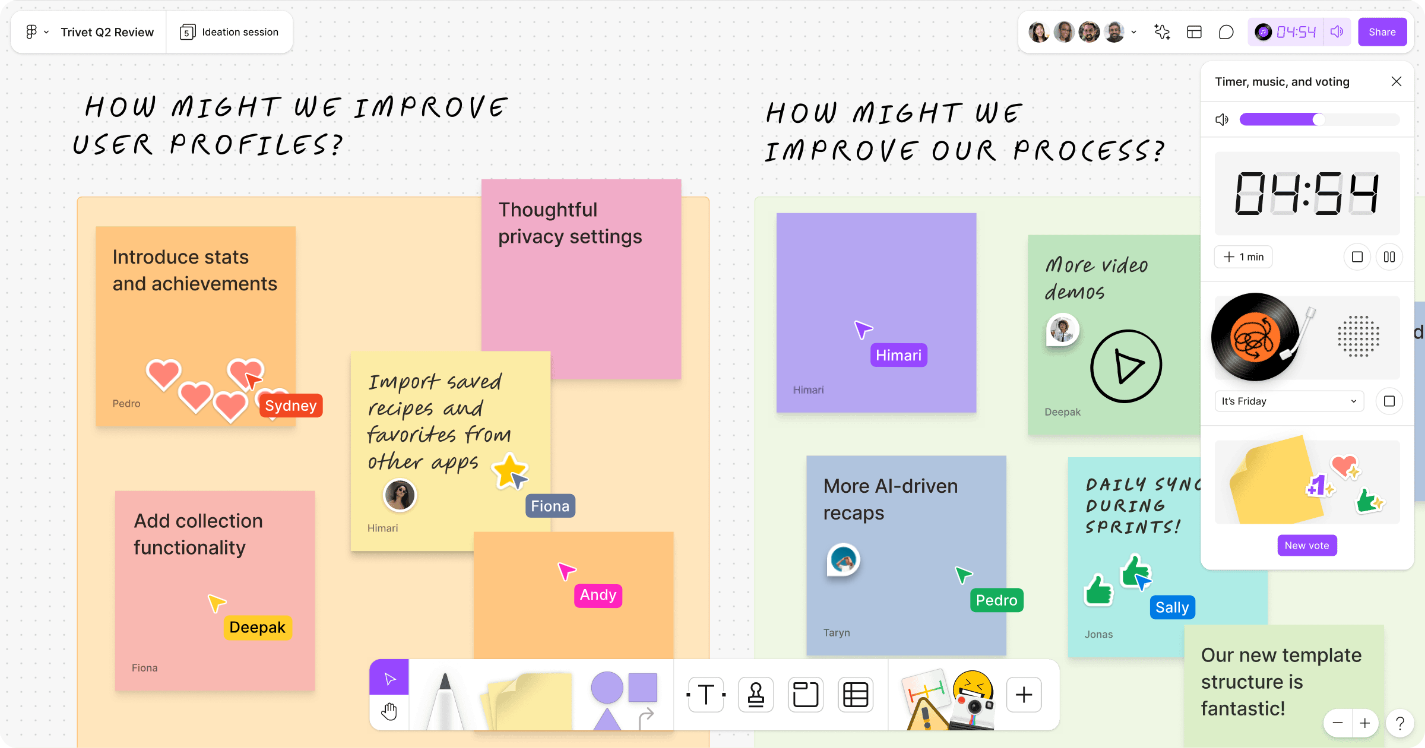 Trivet Q2 Review
5
Ideation session
04:54
Share
HOW MIGHT WE IMPROVE
USER PROFILES?
Introduce stats
and achievements
Pedro
Sydney
Thoughtful
privacy settings
Import saved
recipes and
favorites from
other apps
Himari
Fiona
Add collection
functionality
Deepak
Fiona
Andy
HOW MIGHT WE
IMPROVE OUR PROCESS?
Himari
Himari
More video
demos
Deepak
More AI-driven
recaps
Pedro
Taryn
DAILY SYNC
DURING
SPRINTS!
Sally
Jonas
Our new template
structure is
fantastic!
Timer, music, and voting
04:54
+ 1 min
It's Friday
d
+1
New vote
T
+
− +
?